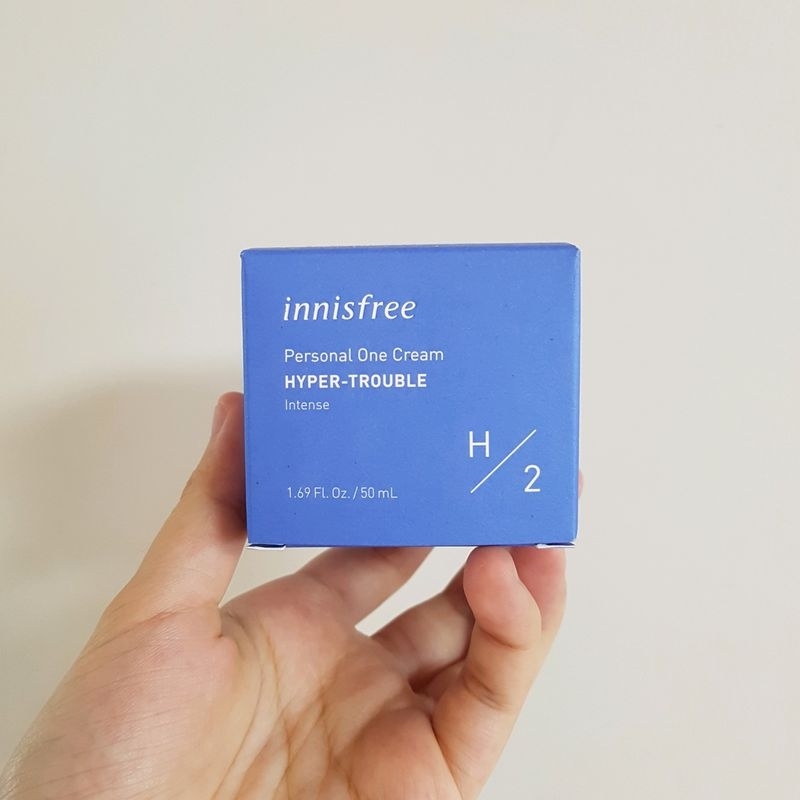 innisfree
Personal One Cream
HYPER-TROUBLE
Intense
H/2
1.69 Fl. Oz. / 50 mL